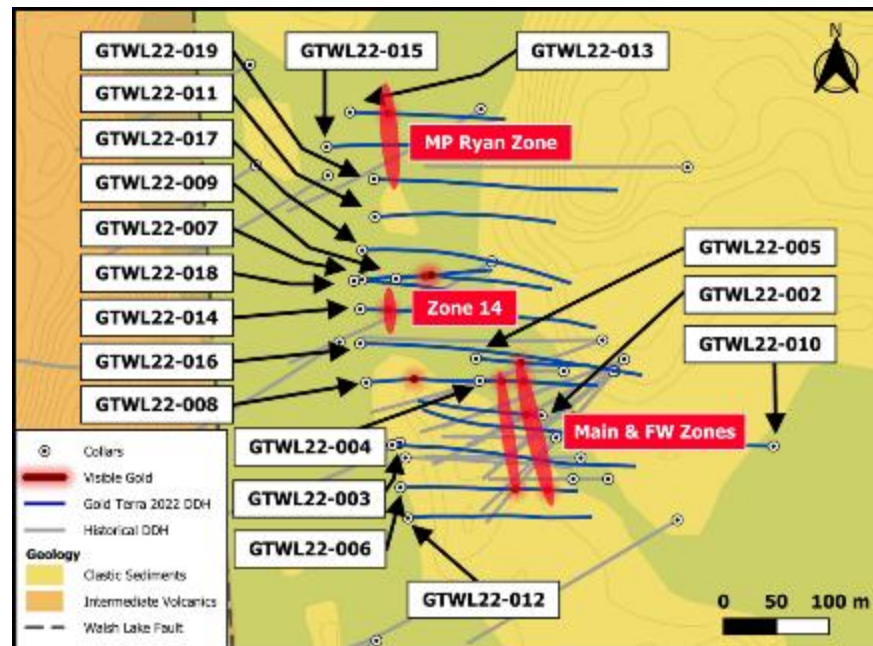 N
GTWL22-019
GTWL22-015
GTWL22-013
GTWL22-011
GTWL22-017
GTWL22-009
GTWL22-007
GTWL22-018
GTWL22-014
GTWL22-016
GTWL22-008
MP Ryan Zone
GTWL22-005
GTWL22-002
GTWL22-010
Zone 14
Main & FW Zones
GTWL22-004
GTWL22-003
GTWL22-006
GTWL22-012
Collars
Visible Gold
Gold Terra 2022 DDH
Historical DDH
Geology
Clastic Sediments
Intermediate Volcanics
Walsh Lake Fault
0 50 100 m